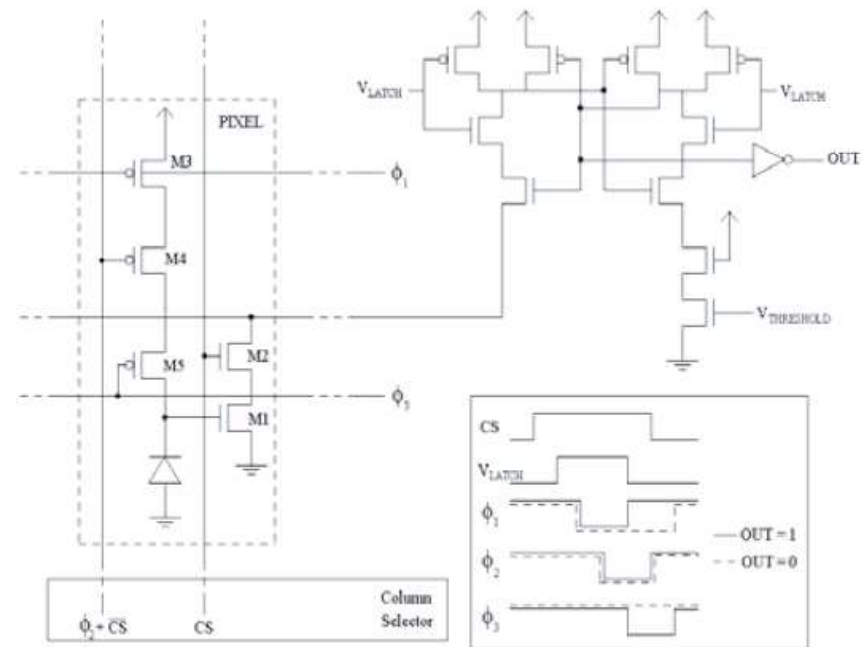 PIXEL
M3
ϕ1
M4
M5
M2
ϕ3
M1
VLATCH
VLATCH
OUT
VTHRESHOLD
CS
VLATCH
ϕ1
OUT = 1
ϕ2
OUT = 0
ϕ3
Column
Selector
ϕ2 + C̅S̅
CS